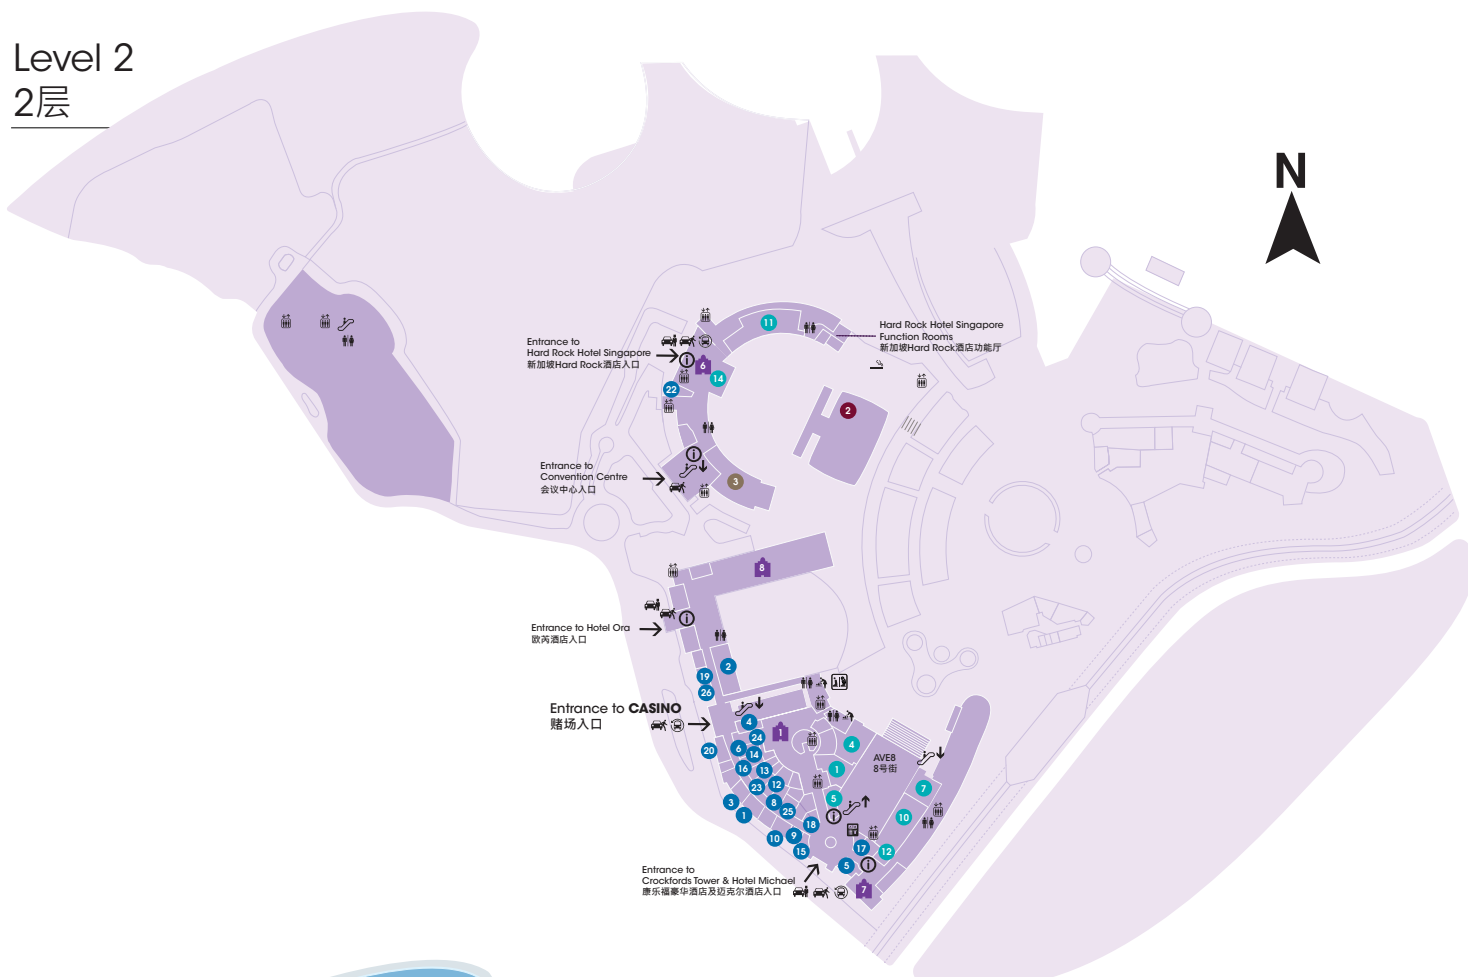 Level 2
2层
N
11
Hard Rock Hotel Singapore
Function Rooms
新加坡Hard Rock酒店功能厅
Entrance to
Hard Rock Hotel Singapore
新加坡Hard Rock酒店入口
i
6
14
22
2
Entrance to
Convention Centre
会议中心入口
i
3
8
Entrance to Hotel Ora
欧芮酒店入口
i
2
19
26
Entrance to CASINO
赌场入口
4
1
24
20
6
14
4
AVE8
8号街
16
13
1
23
12
7
3
8
5
1
25
i
10
18
10
9
15
17
12
5
i
Entrance to
Crockfords Tower & Hotel Michael
康乐福豪华酒店及迈克尔酒店入口
7